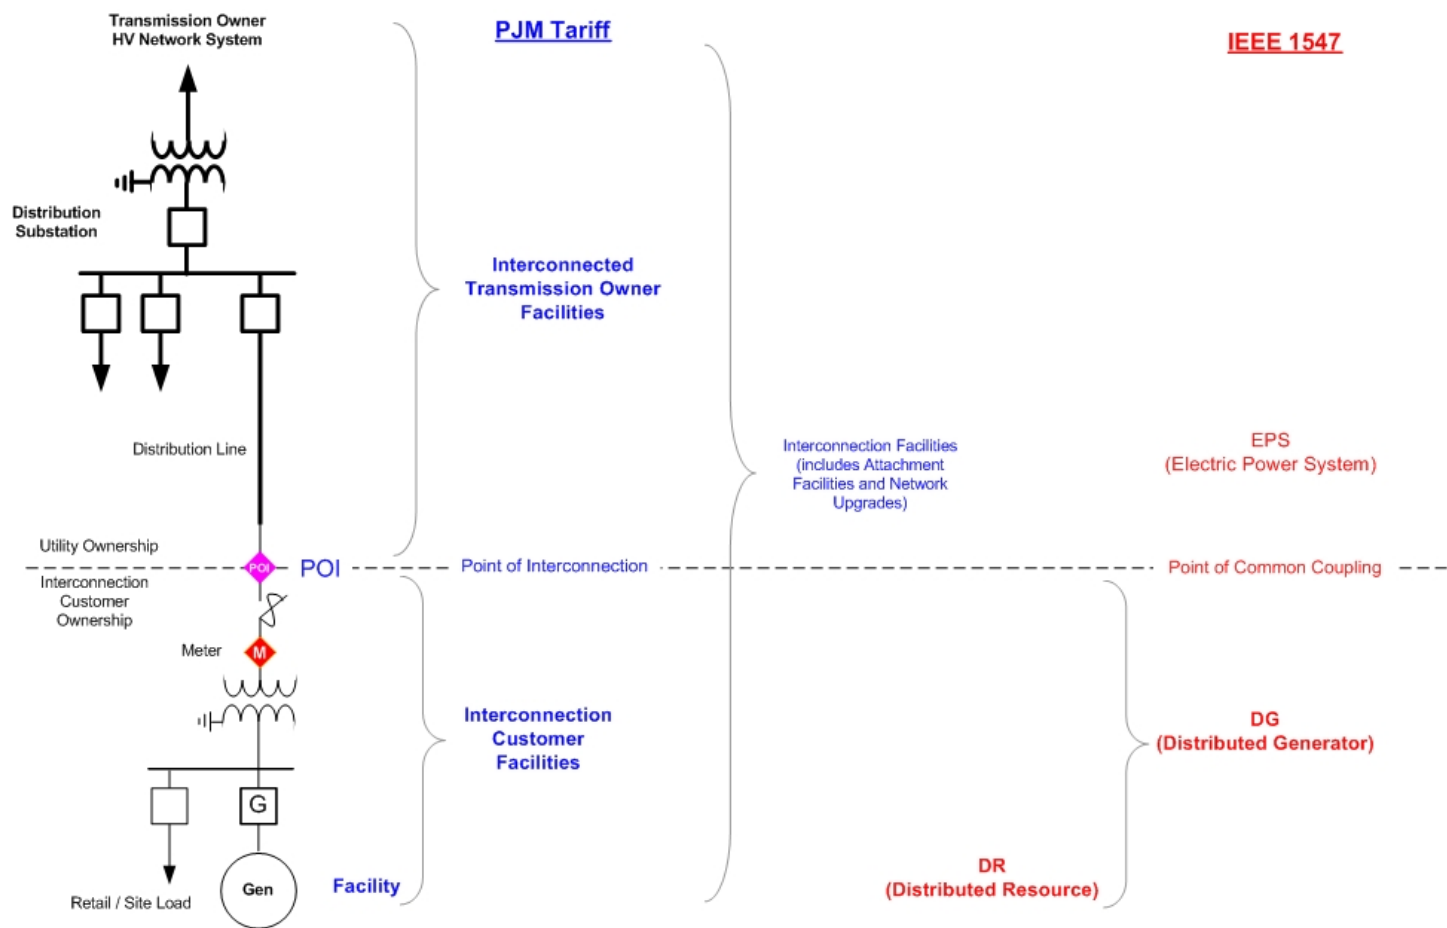 Transmission Owner
HV Network System
PJM Tariff
IEEE 1547
Distribution
Substation
Interconnected
Transmission Owner
Facilities
Distribution Line
Interconnection Facilities
(includes Attachment
Facilities and Network
Upgrades)
EPS
(Electric Power System)
Utility Ownership
POI
POI
Point of Interconnection
Point of Common Coupling
Interconnection
Customer
Ownership
Meter
M
Interconnection
Customer
Facilities
DG
(Distributed Generator)
G
Gen
Facility
DR
(Distributed Resource)
Retail / Site Load